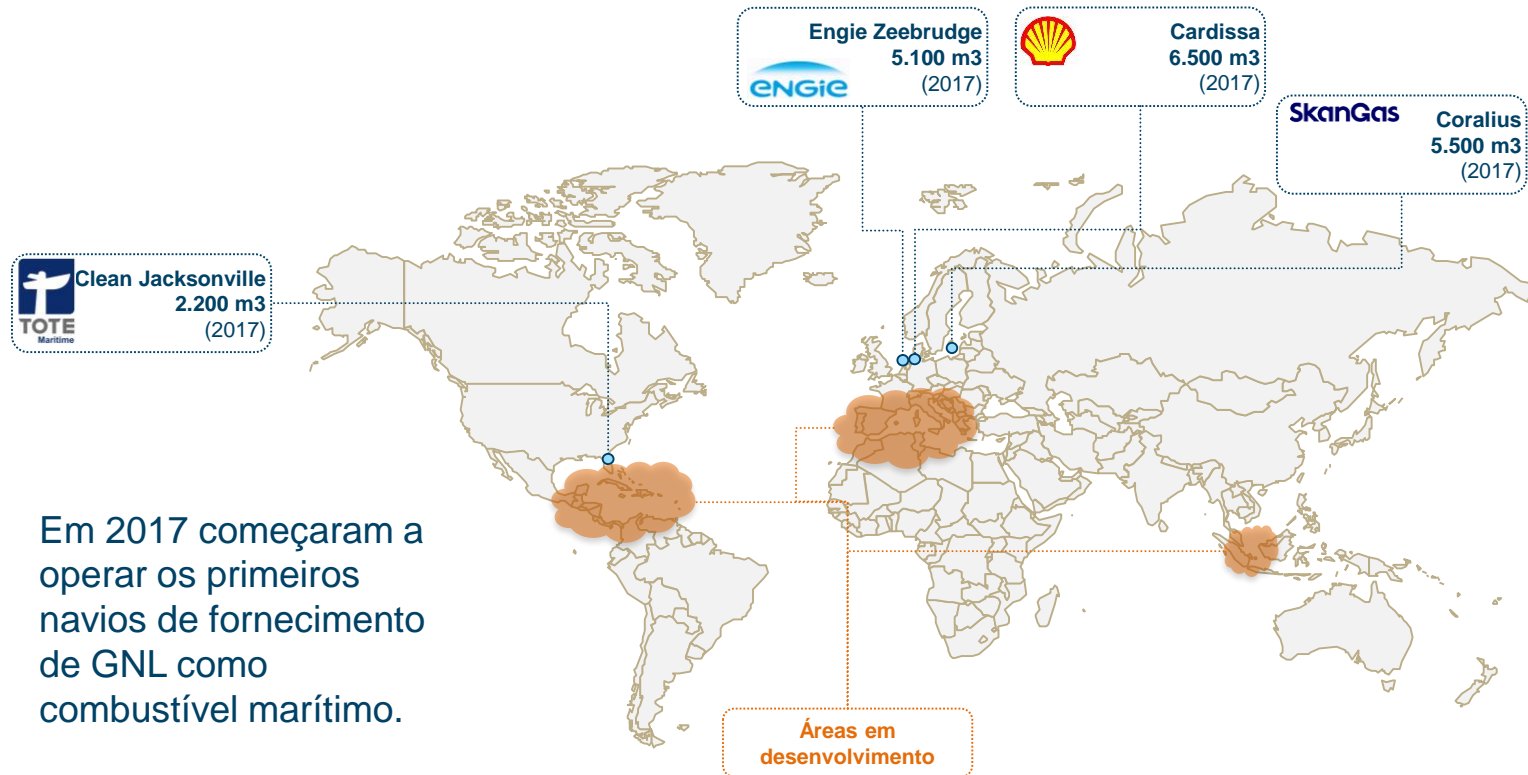 Engie Zeebrudge
5.100 m3
(2017)
ENGIE
Cardissa
6.500 m3
(2017)
SkanGas
Coralius
5.500 m3
(2017)
Clean Jacksonville
2.200 m3
(2017)
TOTE
Maritime
Em 2017 começaram a
operar os primeiros
navios de fornecimento
de GNL como
combustível marítimo.
Áreas em
desenvolvimento